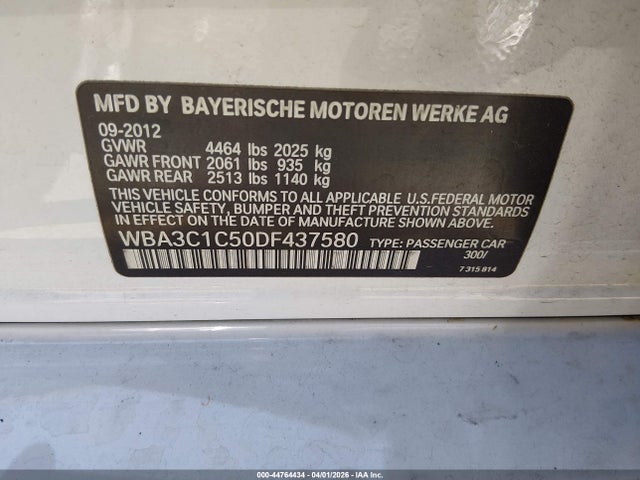 MFD BY BAYERISCHE MOTOREN WERKE AG
09-2012
GVWR 4464 lbs 2025 kg
GAWR FRONT 2061 lbs 935 kg
GAWR REAR 2513 lbs 1140 kg
THIS VEHICLE CONFORMS TO ALL APPLICABLE U.S.FEDERAL MOTOR
VEHICLE SAFETY, BUMPER AND THEFT PREVENTION STANDARDS
IN EFFECT ON THE DATE OF MANUFACTURE SHOWN ABOVE.
WBA3C1C50DF437580 TYPE: PASSENGER CAR
300/
7 315 814
000-44764434 | 04/01/2026 | IAA Inc.